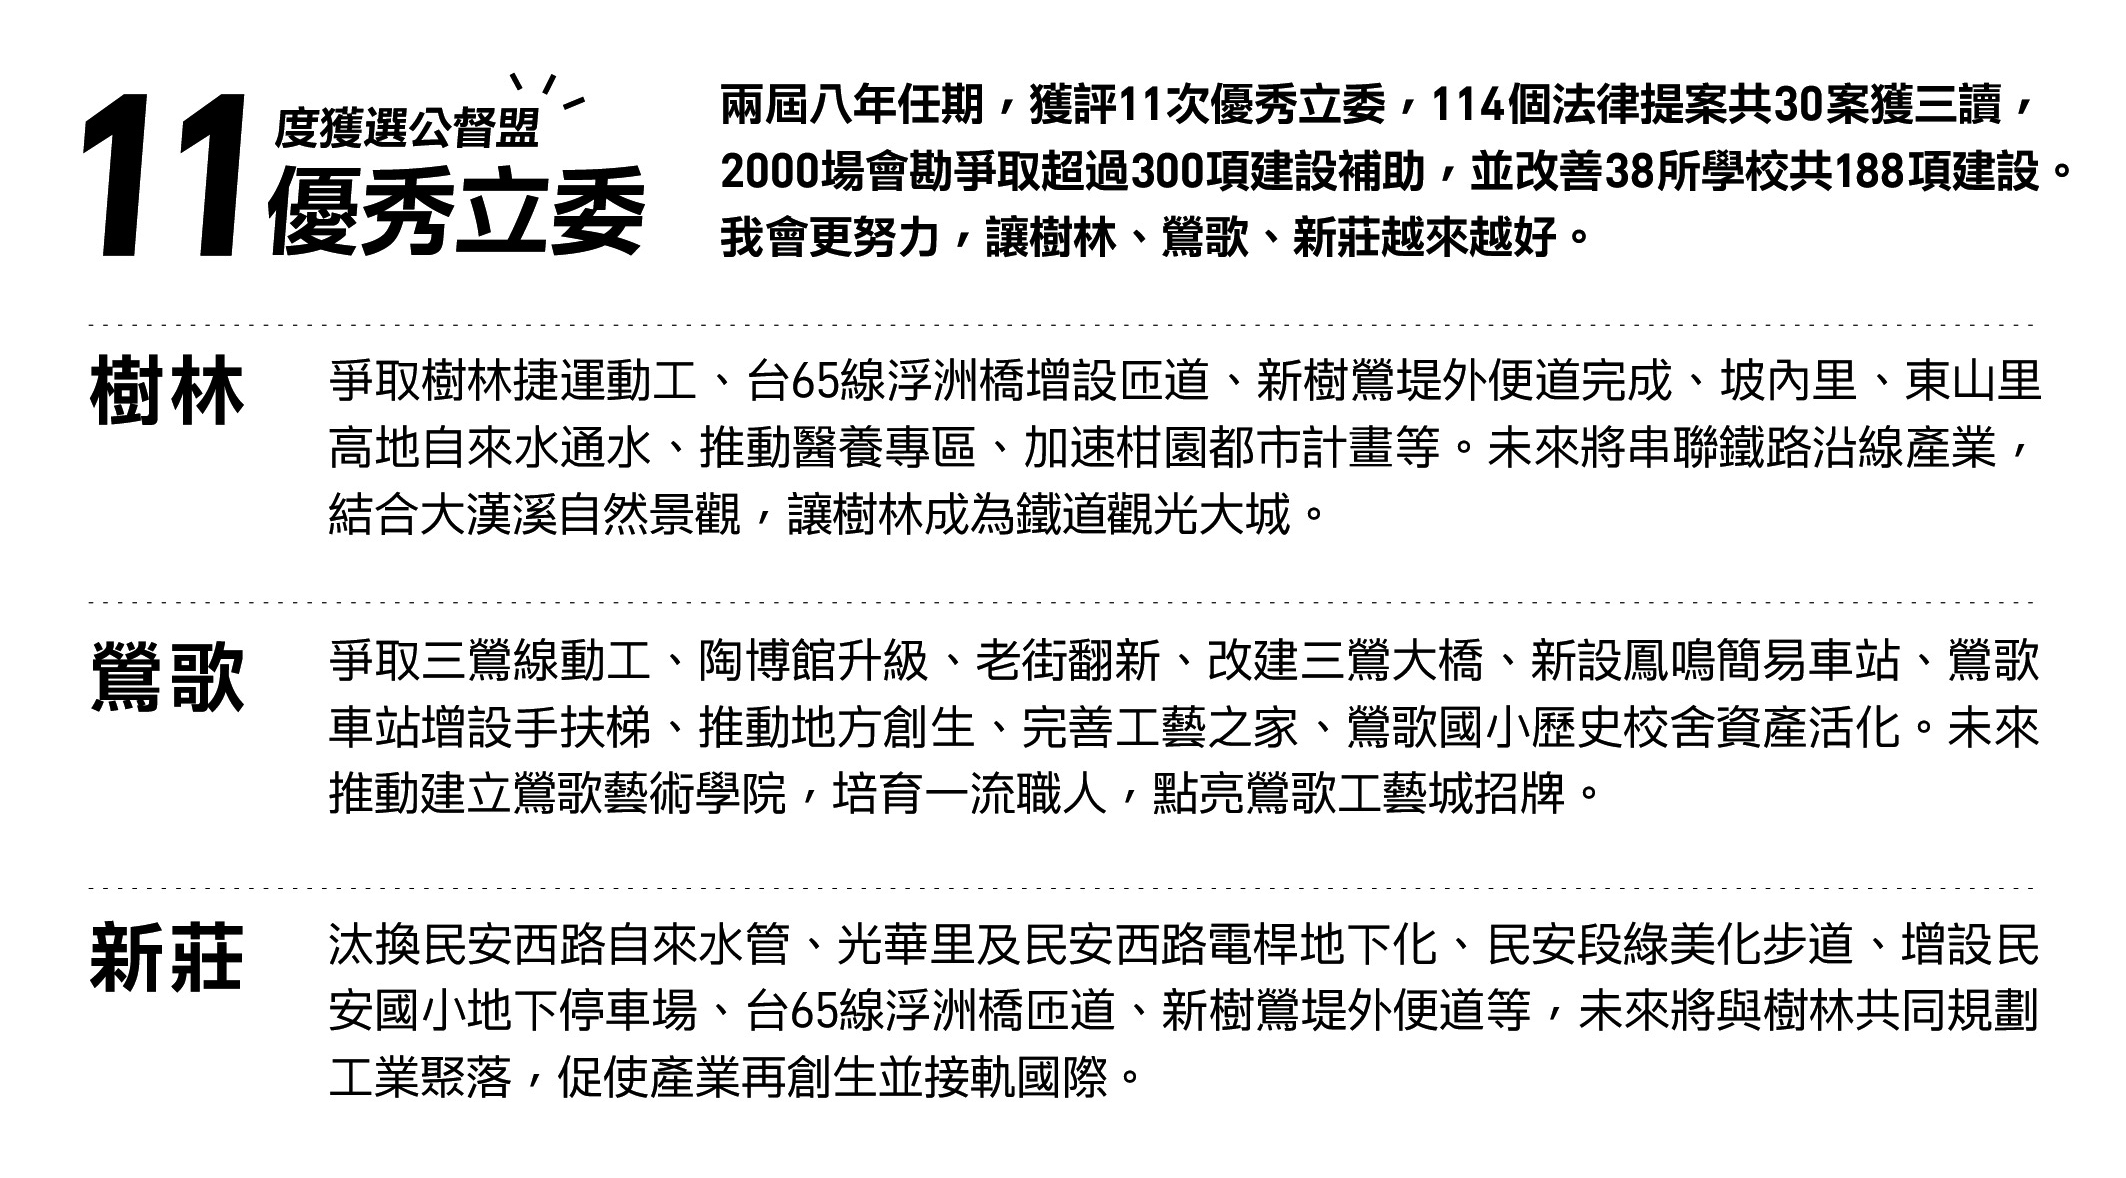 11度獲選公督盟
優秀立委
兩屆八年任期，獲評11次優秀立委，114個法律提案共30案獲三讀，
2000場會勘爭取超過300項建設補助，並改善38所學校共188項建設。
我會更努力，讓樹林、鶯歌、新莊越來越好。
樹林
爭取樹林捷運動工、台65線浮洲橋增設匝道、新樹鶯堤外便道完成、坡內里、東山里
高地自來水通水、推動醫養專區、加速柑園都市計畫等。未來將串聯鐵路沿線產業，
結合大漢溪自然景觀，讓樹林成為鐵道觀光大城。
鶯歌
爭取三鶯線動工、陶博館升級、老街翻新、改建三鶯大橋、新設鳳鳴簡易車站、鶯歌
車站增設手扶梯、推動地方創生、完善工藝之家、鶯歌國小歷史校舍資產活化。未來
推動建立鶯歌藝術學院，培育一流職人，點亮鶯歌工藝城招牌。
新莊
汰換民安西路自來水管、光華里及民安西路電桿地下化、民安段綠美化步道、增設民
安國小地下停車場、台65線浮洲橋匝道、新樹鶯堤外便道等，未來將與樹林共同規劃
工業聚落，促使產業再創生並接軌國際。